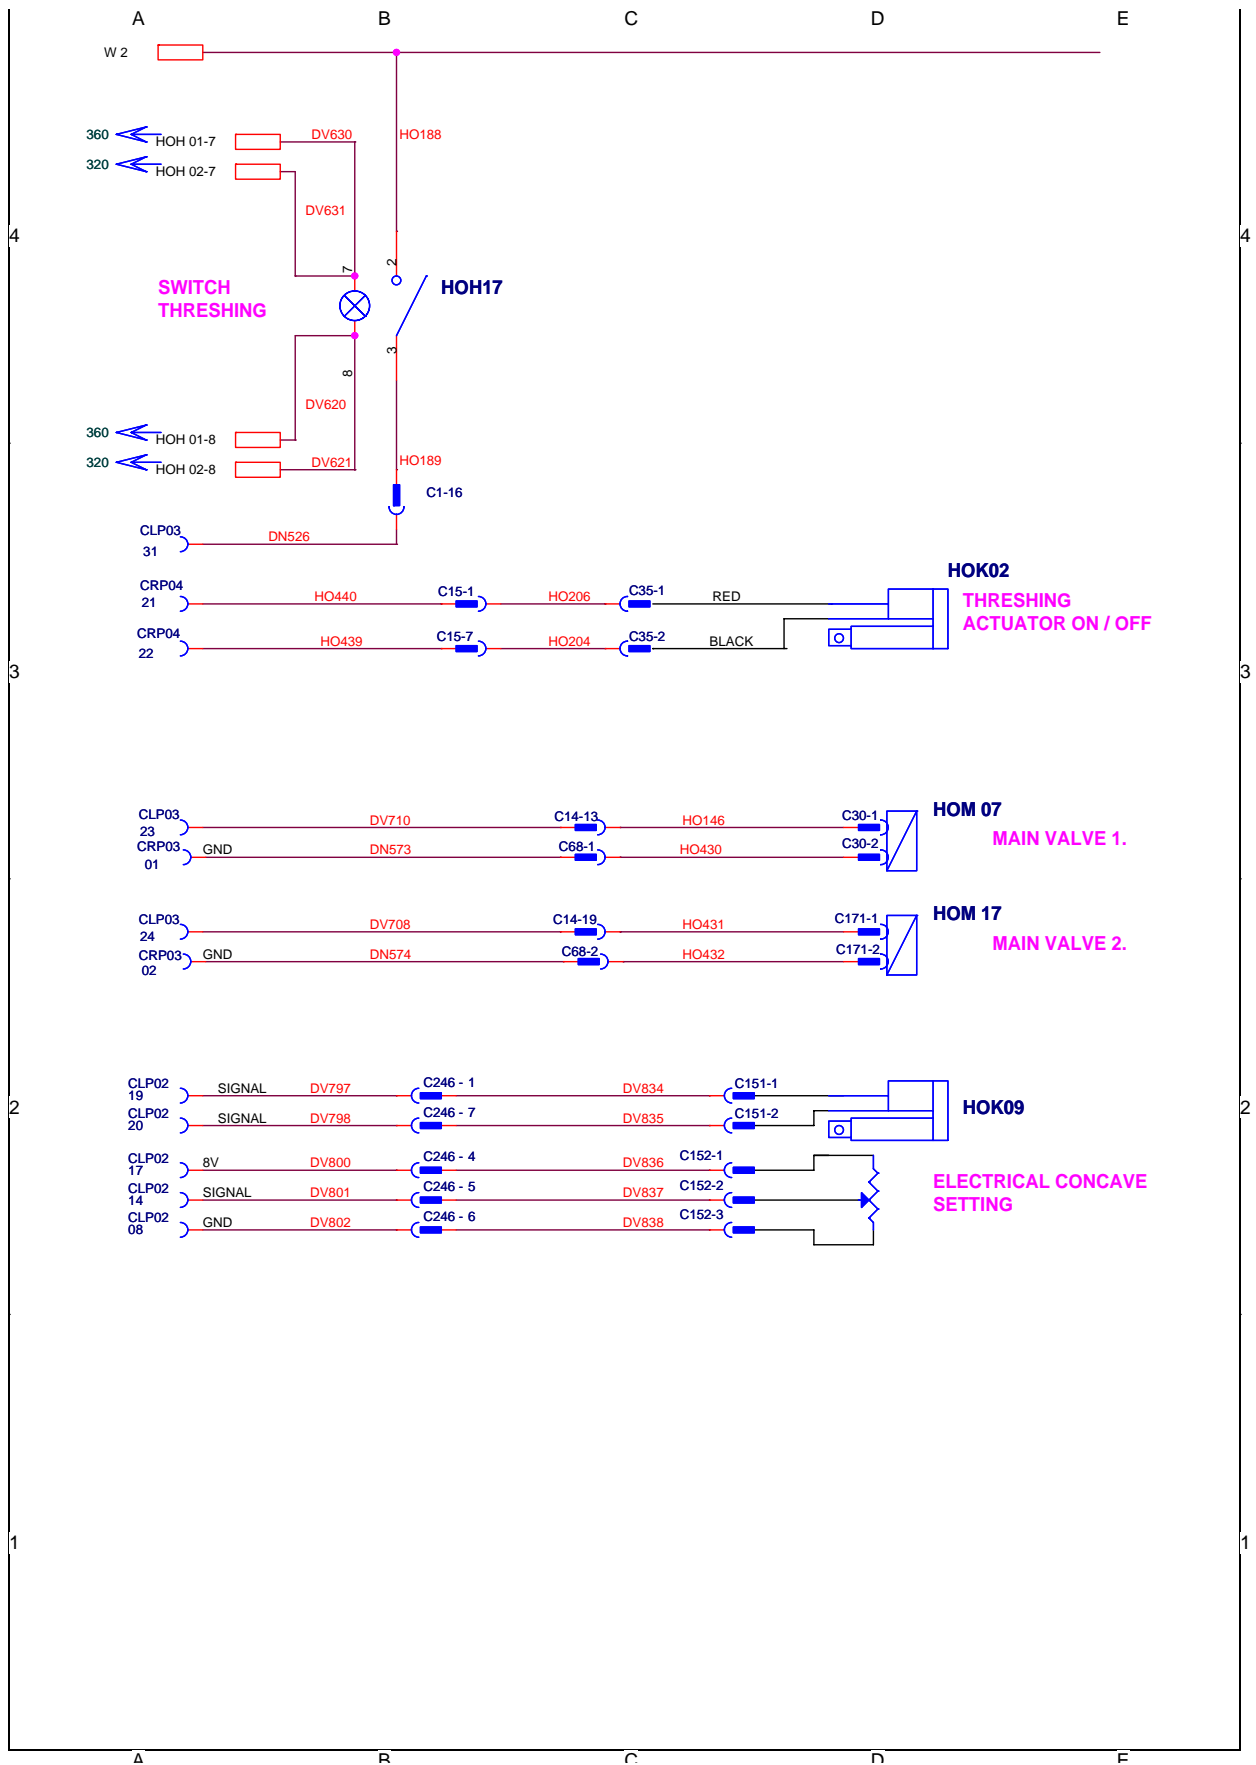 A B C D E
W 2
360 HOH 01-7 DV630 HO188
320 HOH 02-7
DV631
4 4
7 2
SWITCH
THRESHING
HOH17
3
8
DV620
360 HOH 01-8
320 HOH 02-8 DV621 HO189
C1-16
CLP03
31
DN526
HOK02
CRP04
21
HO440 C15-1 HO206 C35-1 RED
THRESHING
ACTUATOR ON / OFF
CRP04
22
HO439 C15-7 HO204 C35-2 BLACK
3 3
CLP03
23
DV710 C14-13 HO146 C30-1 HOM 07
MAIN VALVE 1.
CRP03
01
GND DN573 C68-1 HO430 C30-2
CLP03
24
DV708 C14-19 HO431 C171-1 HOM 17
MAIN VALVE 2.
CRP03
02
GND DN574 C68-2 HO432 C171-2
CLP02
19
SIGNAL DV797 C246 - 1 DV834 C151-1
2 HOK09 2
CLP02
20
SIGNAL DV798 C246 - 7 DV835 C151-2
CLP02
17
8V DV800 C246 - 4 DV836 C152-1
ELECTRICAL CONCAVE
SETTING
CLP02
14
SIGNAL DV801 C246 - 5 DV837 C152-2
CLP02
08
GND DV802 C246 - 6 DV838 C152-3
1 1
A B C D E